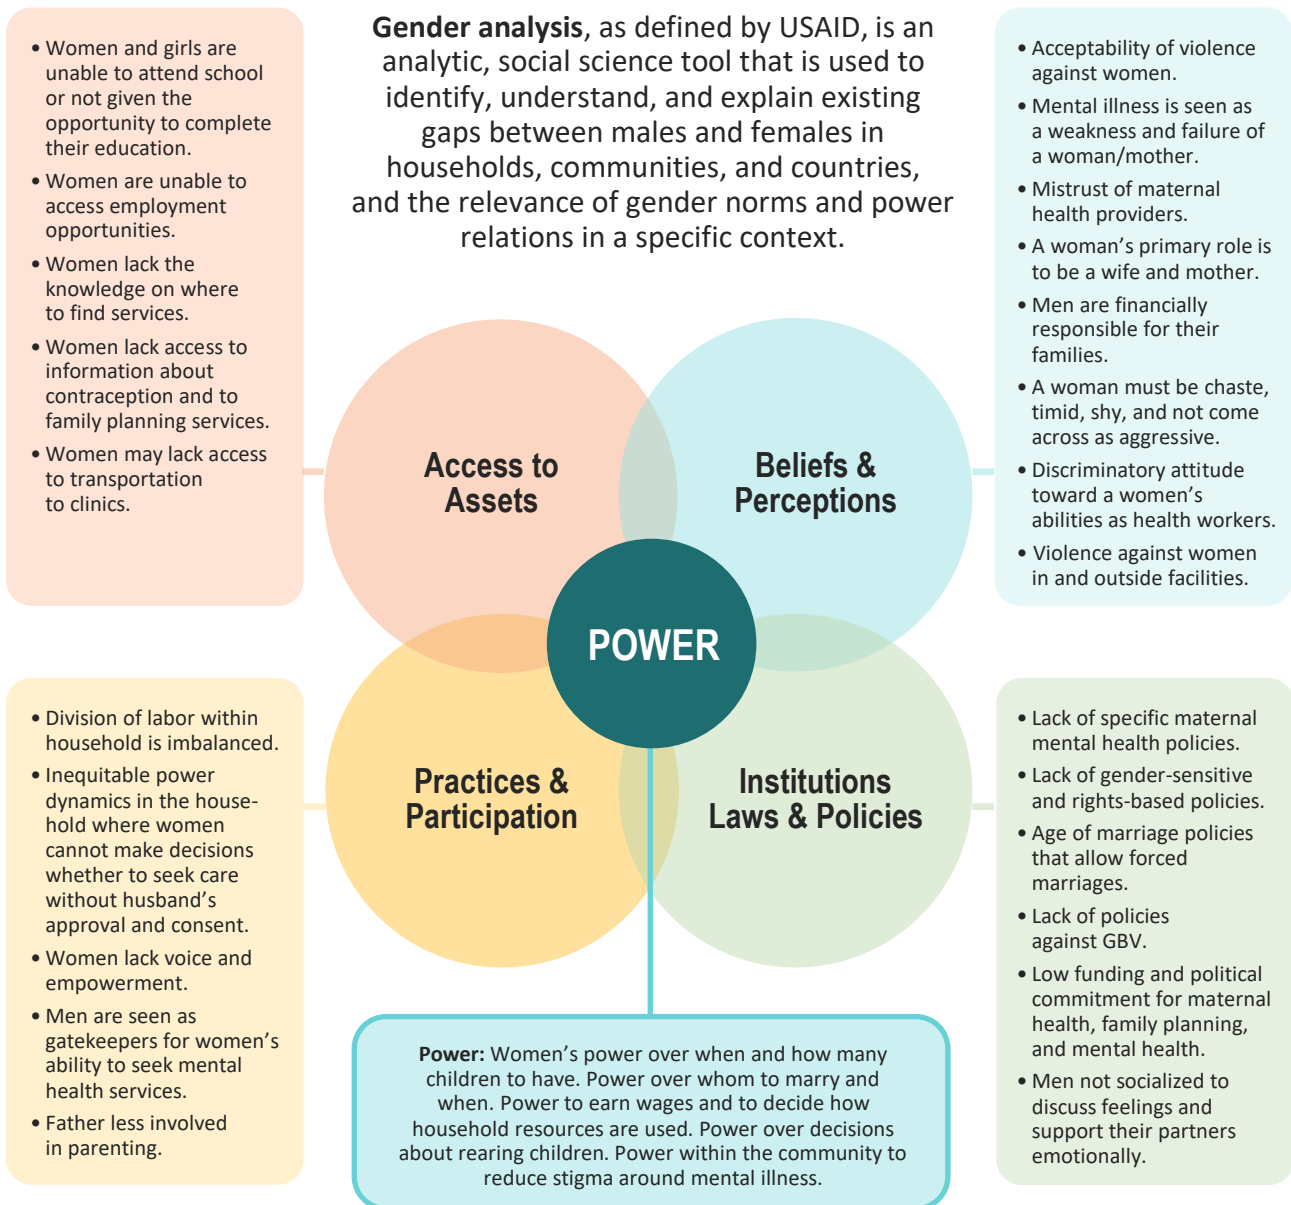 Gender analysis, as defined by USAID, is an
analytic, social science tool that is used to
identify, understand, and explain existing
gaps between males and females in
households, communities, and countries,
and the relevance of gender norms and power
relations in a specific context.
• Women and girls are
unable to attend school
or not given the
opportunity to complete
their education.
• Women are unable to
access employment
opportunities.
• Women lack the
knowledge on where
to find services.
• Women lack access to
information about
contraception and to
family planning services.
• Women may lack access
to transportation
to clinics.
• Acceptability of violence
against women.
• Mental illness is seen as
a weakness and failure of
a woman/mother.
• Mistrust of maternal
health providers.
• A woman's primary role is
to be a wife and mother.
• Men are financially
responsible for their
families.
• A woman must be chaste,
timid, shy, and not come
across as aggressive.
• Discriminatory attitude
toward a women's
abilities as health workers.
• Violence against women
in and outside facilities.
Access to
Assets
Beliefs &
Perceptions
POWER
Practices &
Participation
Institutions
Laws & Policies
• Division of labor within
household is imbalanced.
• Inequitable power
dynamics in the house-
hold where women
cannot make decisions
whether to seek care
without husband's
approval and consent.
• Women lack voice and
empowerment.
• Men are seen as
gatekeepers for women's
ability to seek mental
health services.
• Father less involved
in parenting.
• Lack of specific maternal
mental health policies.
• Lack of gender-sensitive
and rights-based policies.
• Age of marriage policies
that allow forced
marriages.
• Lack of policies
against GBV.
• Low funding and political
commitment for maternal
health, family planning,
and mental health.
• Men not socialized to
discuss feelings and
support their partners
emotionally.
Power: Women's power over when and how many
children to have. Power over whom to marry and
when. Power to earn wages and to decide how
household resources are used. Power over decisions
about rearing children. Power within the community to
reduce stigma around mental illness.